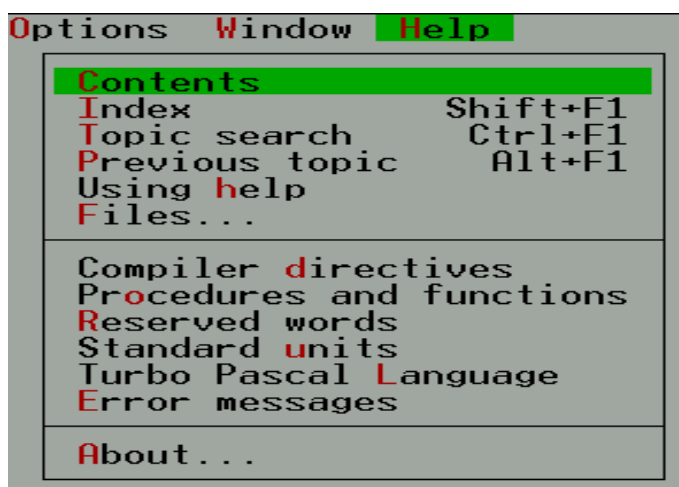 Options Window Help
Contents
Index Shift+F1
Topic search Ctrl+F1
Previous topic Alt+F1
Using help
Files...
Compiler directives
Procedures and functions
Reserved words
Standard units
Turbo Pascal Language
Error messages
About...